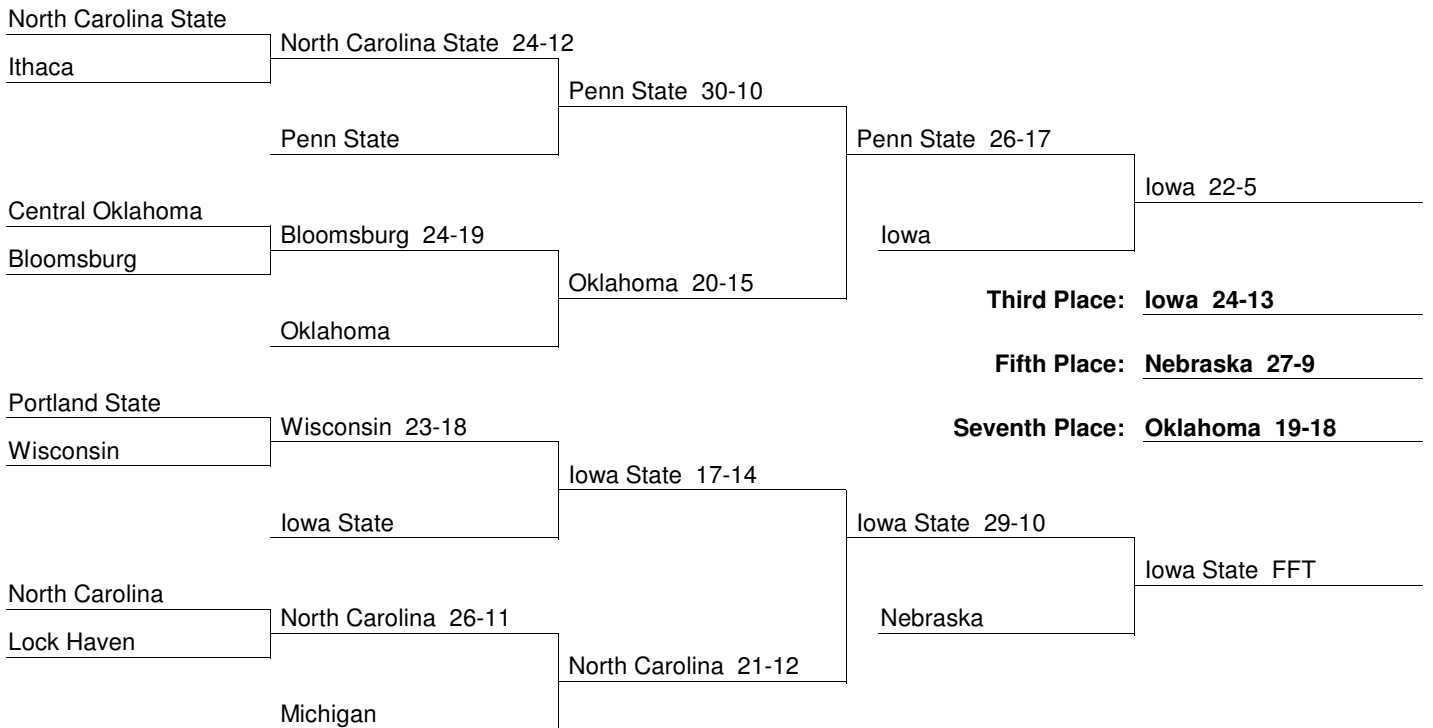 North Carolina State
North Carolina State 24-12
Ithaca
Penn State 30-10
Penn State
Penn State 26-17
Iowa 22-5
Central Oklahoma
Bloomsburg 24-19
Iowa
Bloomsburg
Oklahoma 20-15
Third Place: Iowa 24-13
Oklahoma
Fifth Place: Nebraska 27-9
Portland State
Wisconsin 23-18
Seventh Place: Oklahoma 19-18
Wisconsin
Iowa State 17-14
Iowa State
Iowa State 29-10
Iowa State FFT
North Carolina
North Carolina 26-11
Nebraska
Lock Haven
North Carolina 21-12
Michigan